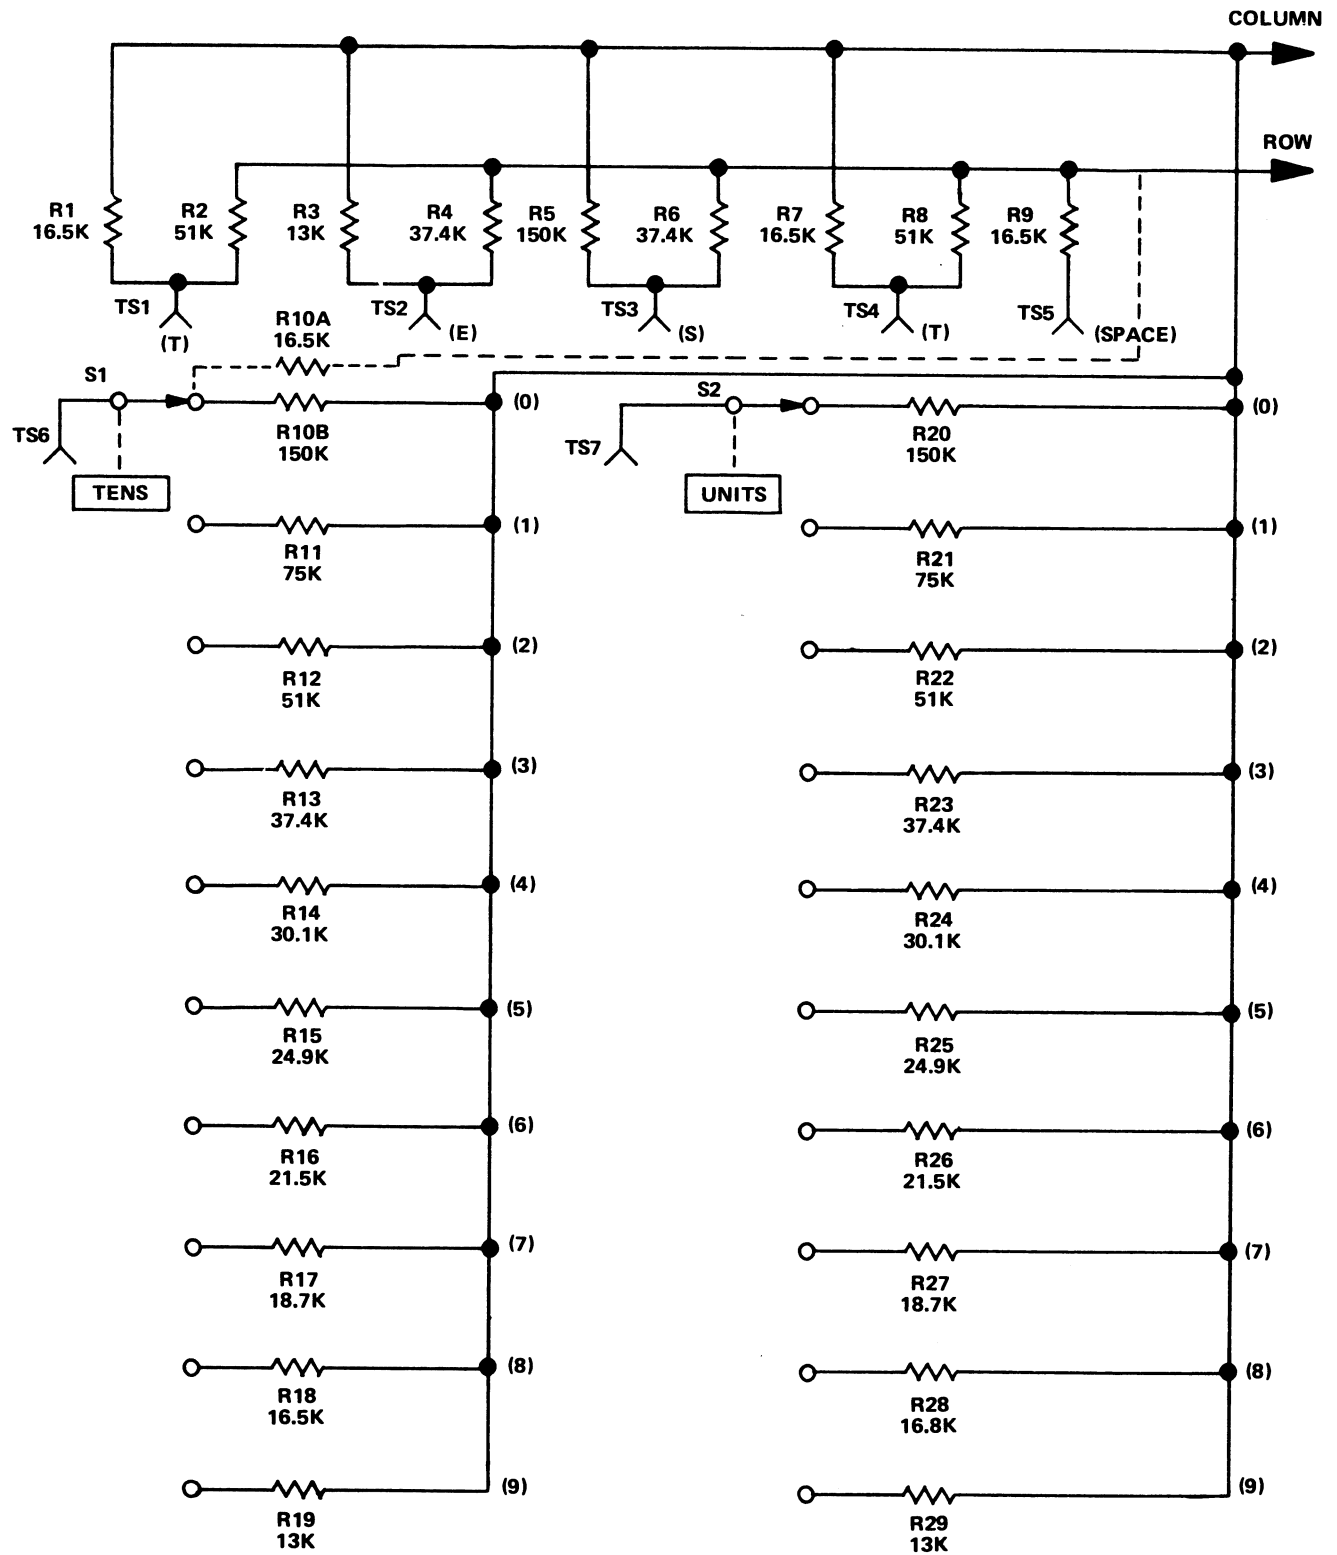 COLUMN
ROW
R1
16.5K
R2
51K
R3
13K
R4
37.4K
R5
150K
R6
37.4K
R7
16.5K
R8
51K
R9
16.5K
TS1
(T)
TS2
(E)
TS3
(S)
TS4
(T)
TS5
(SPACE)
R10A
16.5K
S1
TS6
TENS
R10B
150K
(0)
S2
TS7
UNITS
R20
150K
(0)
R11
75K
(1)
R21
75K
(1)
R12
51K
(2)
R22
51K
(2)
R13
37.4K
(3)
R23
37.4K
(3)
R14
30.1K
(4)
R24
30.1K
(4)
R15
24.9K
(5)
R25
24.9K
(5)
R16
21.5K
(6)
R26
21.5K
(6)
R17
18.7K
(7)
R27
18.7K
(7)
R18
16.5K
(8)
R28
16.8K
(8)
R19
13K
(9)
R29
13K
(9)